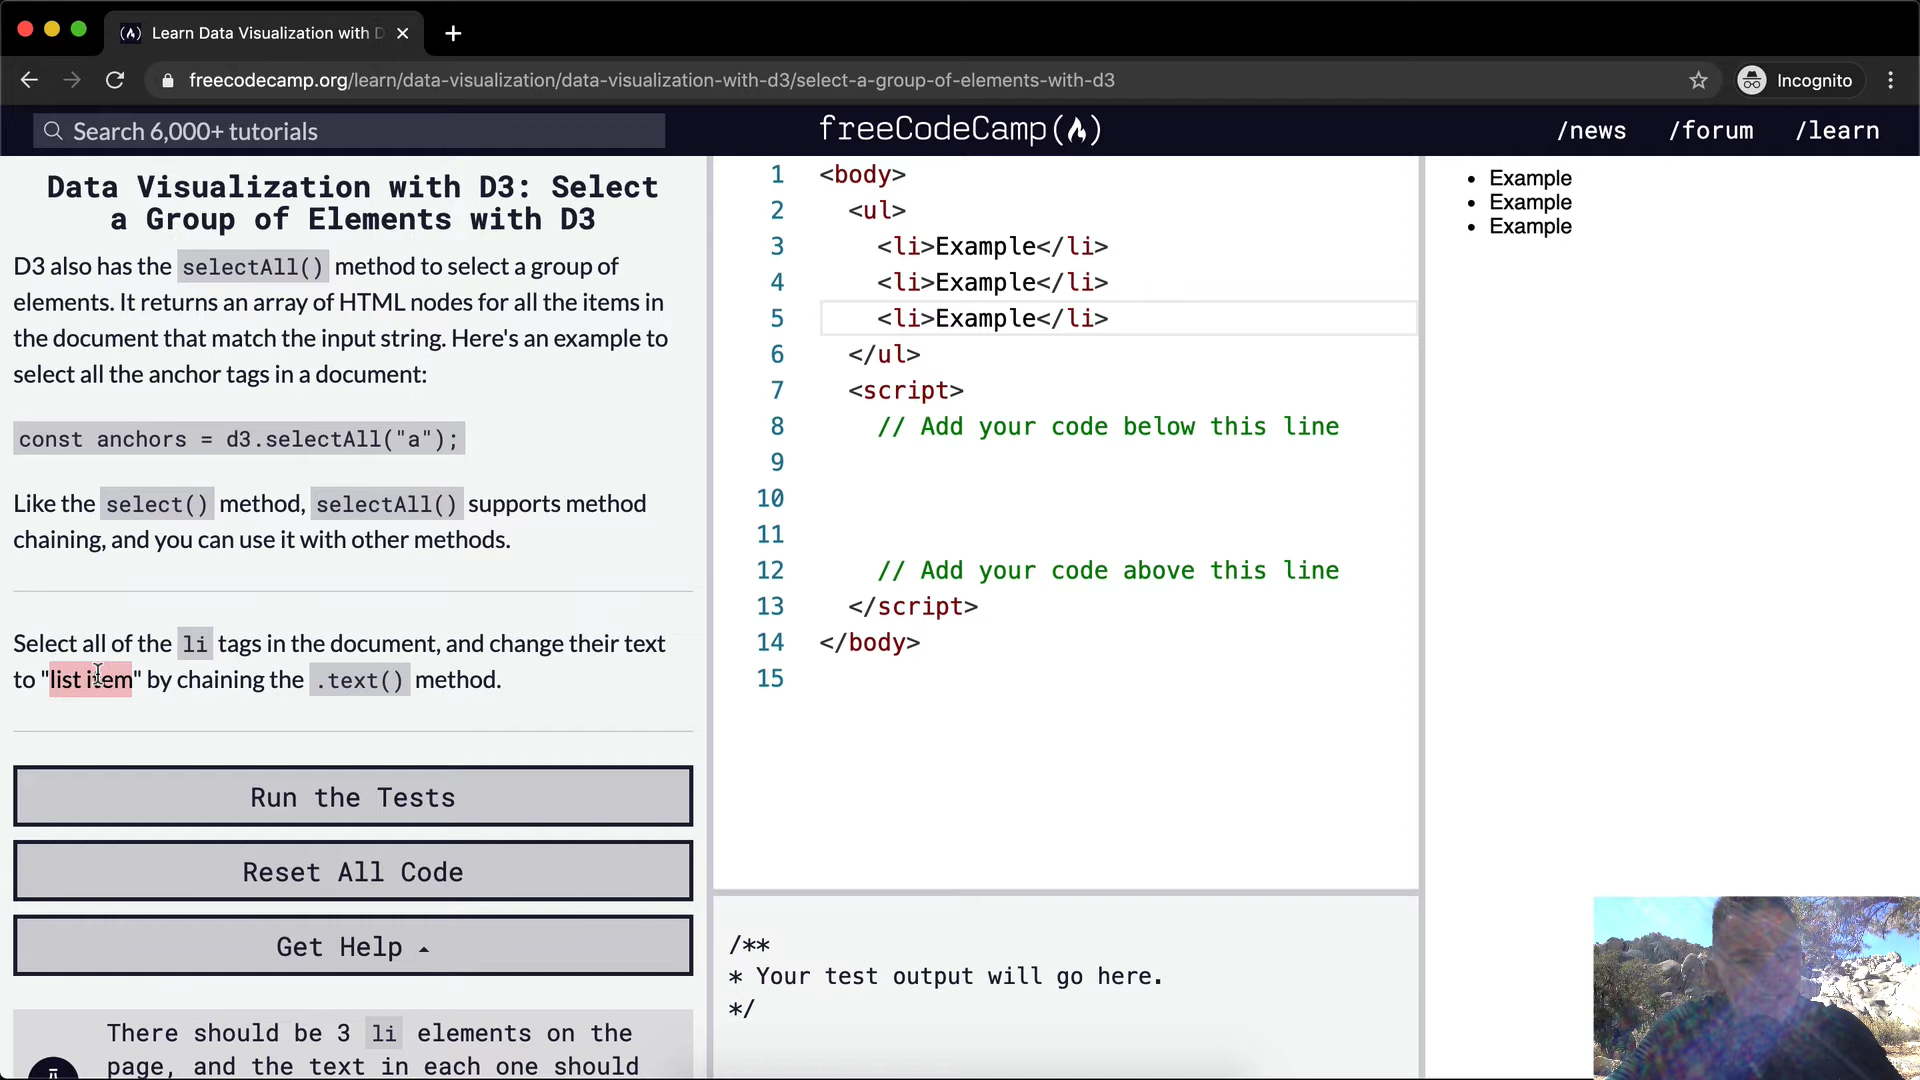 Learn Data Visualization with D
freecodecamp.org/learn/data-visualization/data-visualization-with-d3/select-a-group-of-elements-with-d3
Incognito
Search 6,000+ tutorials
freeCodeCamp
/news /forum /learn
Data Visualization with D3: Select
a Group of Elements with D3
D3 also has the selectAll() method to select a group of
elements. It returns an array of HTML nodes for all the items in
the document that match the input string. Here's an example to
select all the anchor tags in a document:
const anchors = d3.selectAll("a");
Like the select() method, selectAll() supports method
chaining, and you can use it with other methods.
Select all of the li tags in the document, and change their text
to "list item" by chaining the .text() method.
Run the Tests
Reset All Code
Get Help
There should be 3 li elements on the
page, and the text in each one should
1 <body>
2 <ul>
3 <li>Example</li>
4 <li>Example</li>
5 <li>Example</li>
6 </ul>
7 <script>
8 // Add your code below this line
9
10
11
12 // Add your code above this line
13 </script>
14 </body>
15
/**
* Your test output will go here.
*/
• Example
• Example
• Example